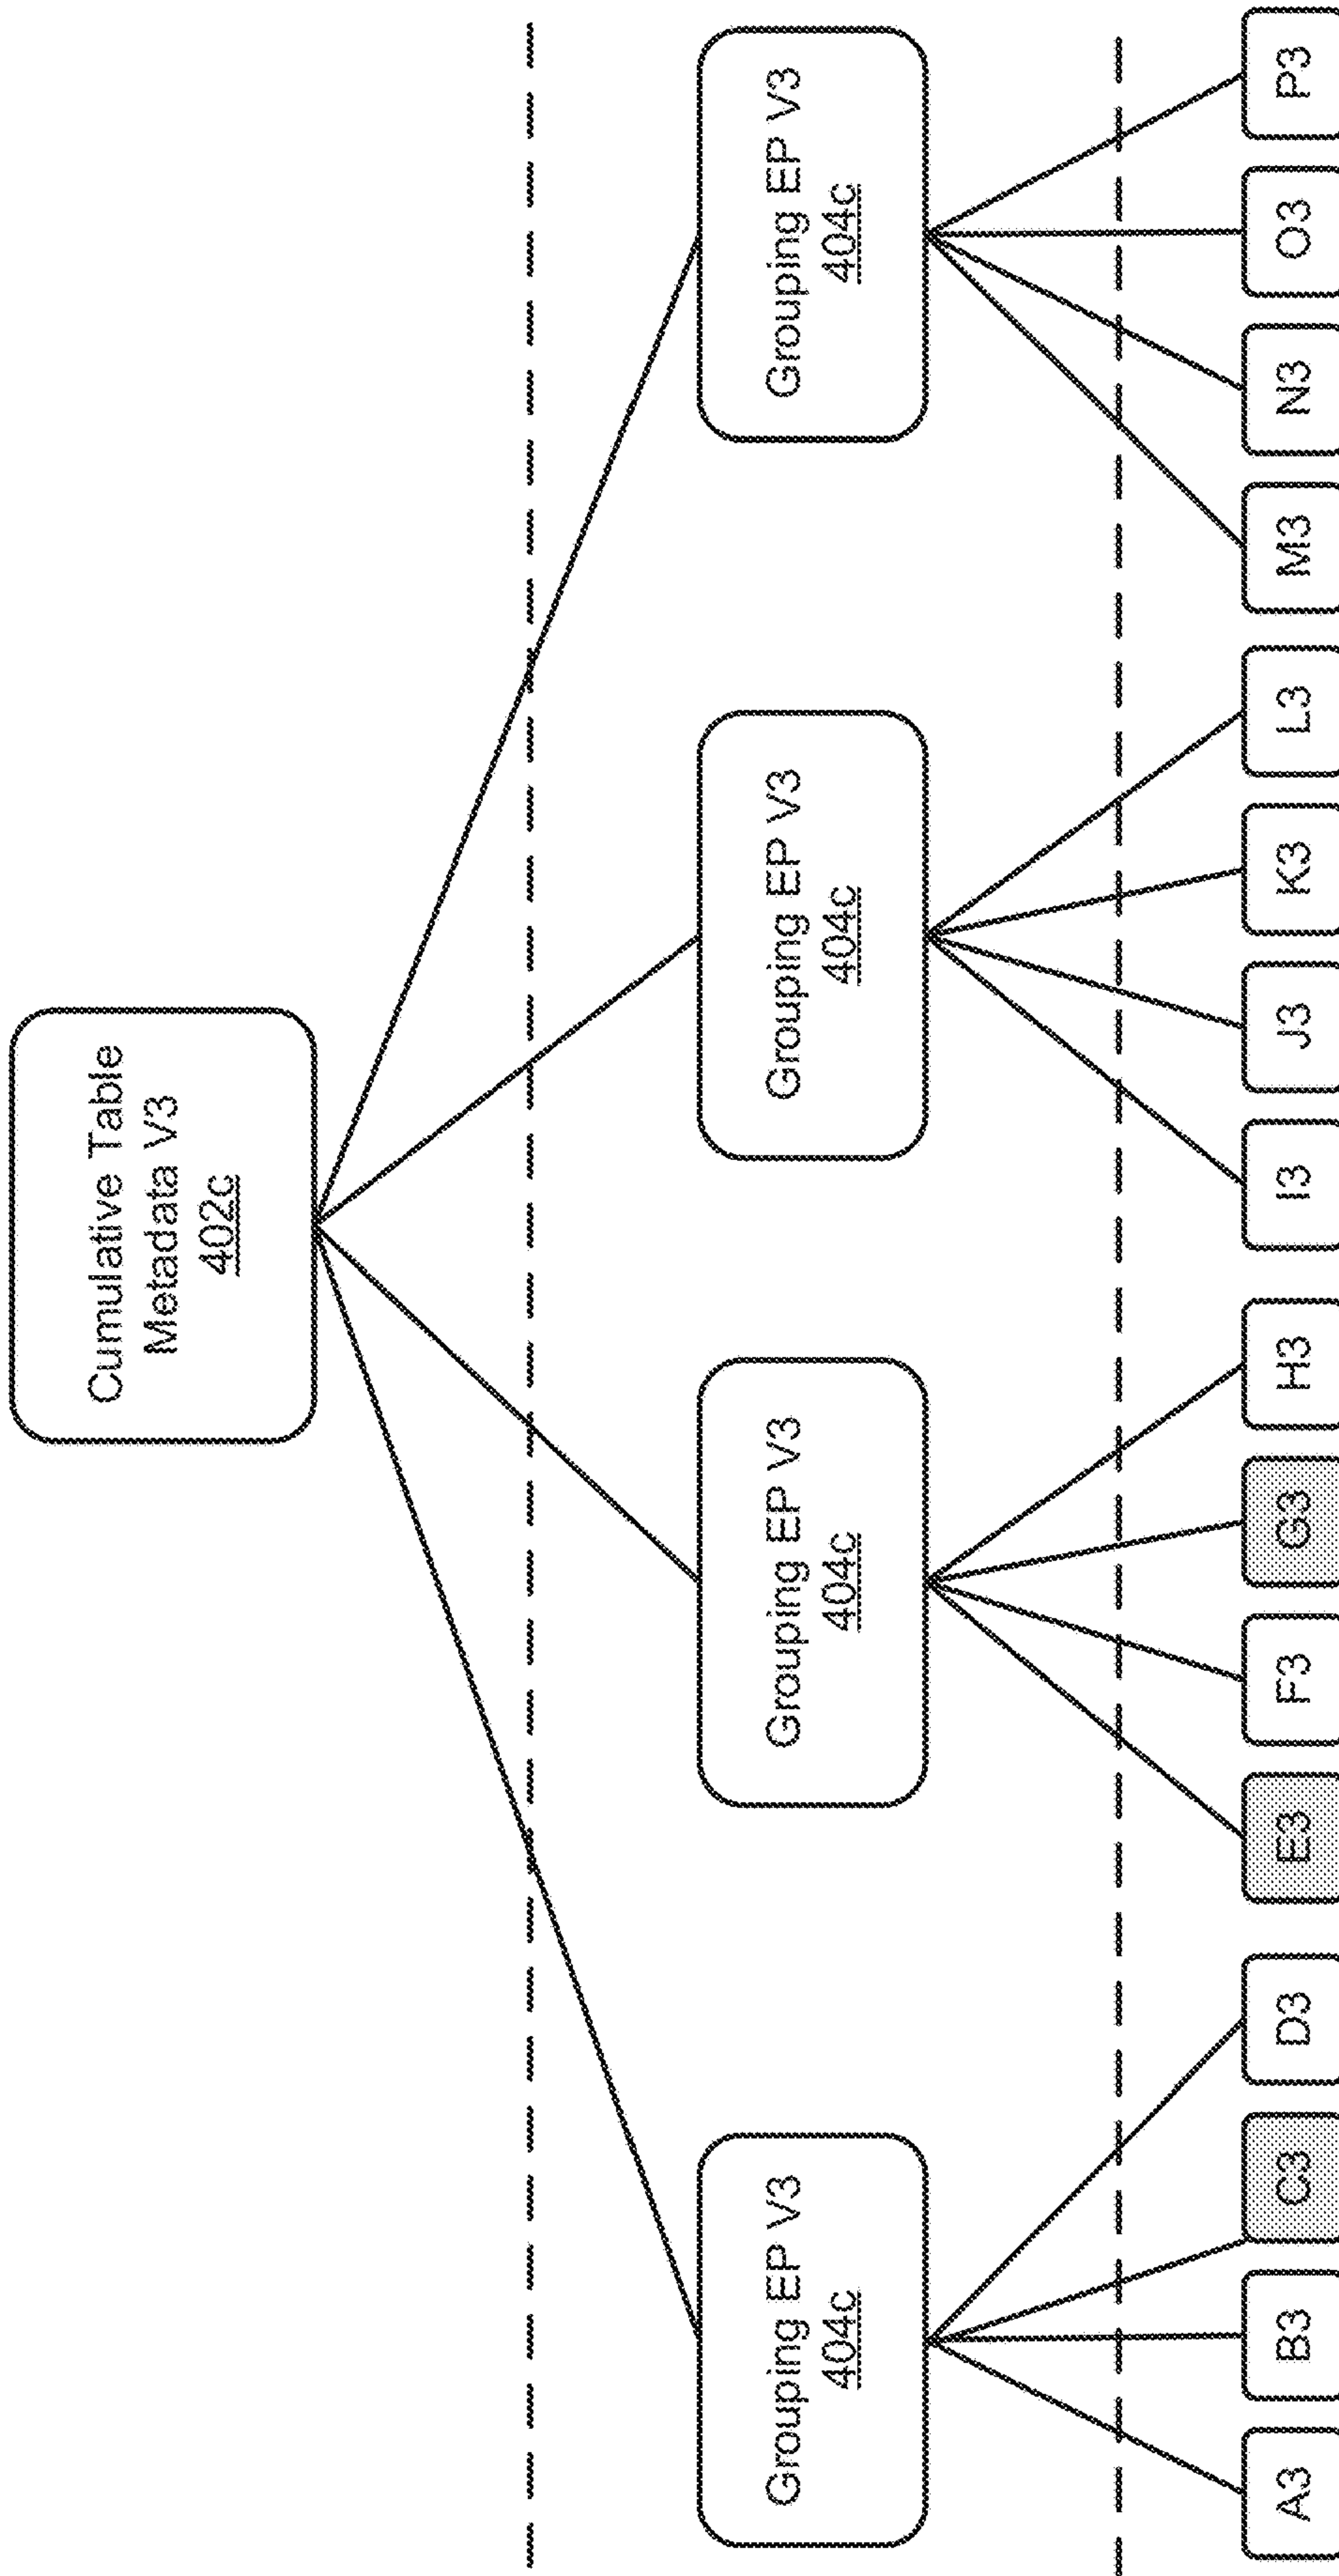 Cumulative Table
Metadata V3
402c
Grouping EP V3
404c
Grouping EP V3
404c
Grouping EP V3
404c
Grouping EP V3
404c
A3
B3
C3
D3
E3
F3
G3
H3
I3
J3
K3
L3
M3
N3
O3
P3